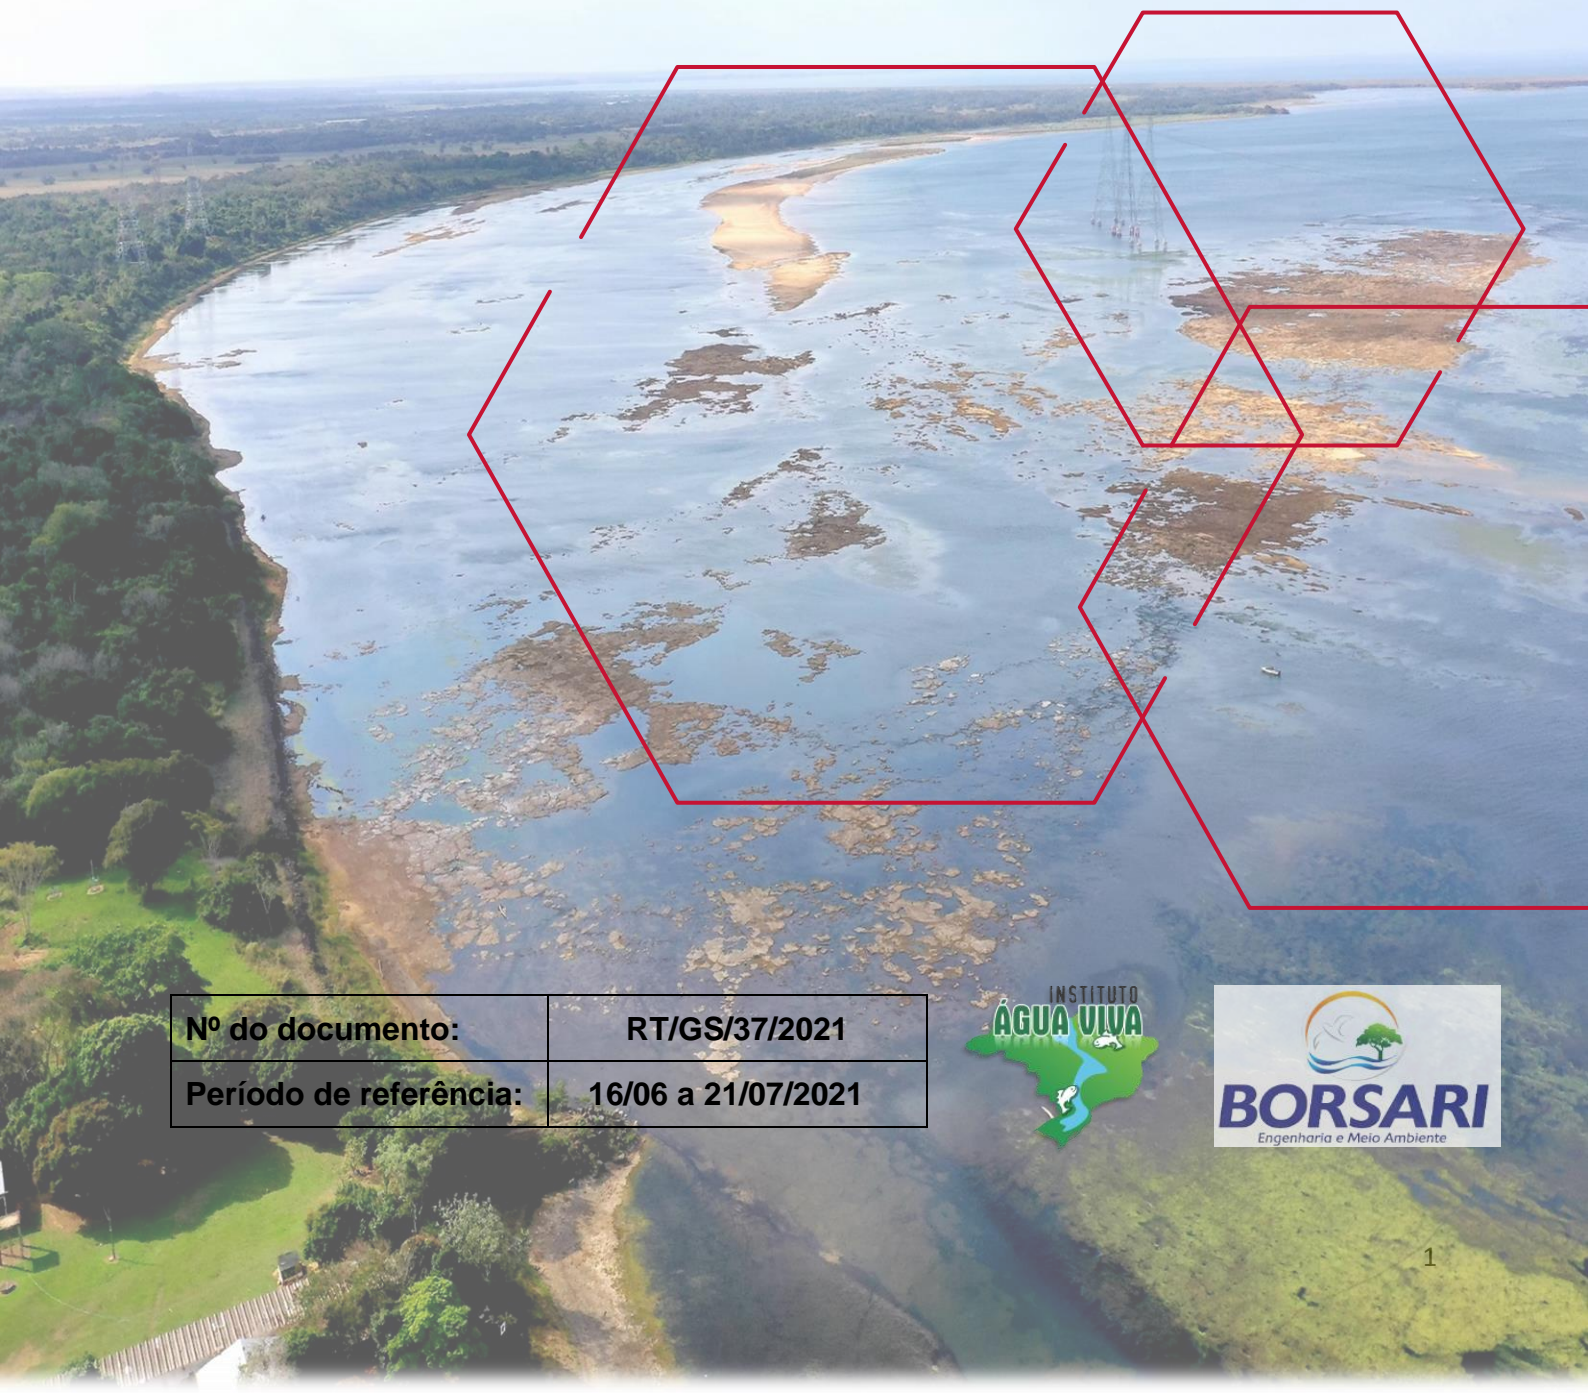 Nº do documento: RT/GS/37/2021
Período de referência: 16/06 a 21/07/2021
INSTITUTO
ÁGUA VIVA
BORSARI
Engenharia e Meio Ambiente
1